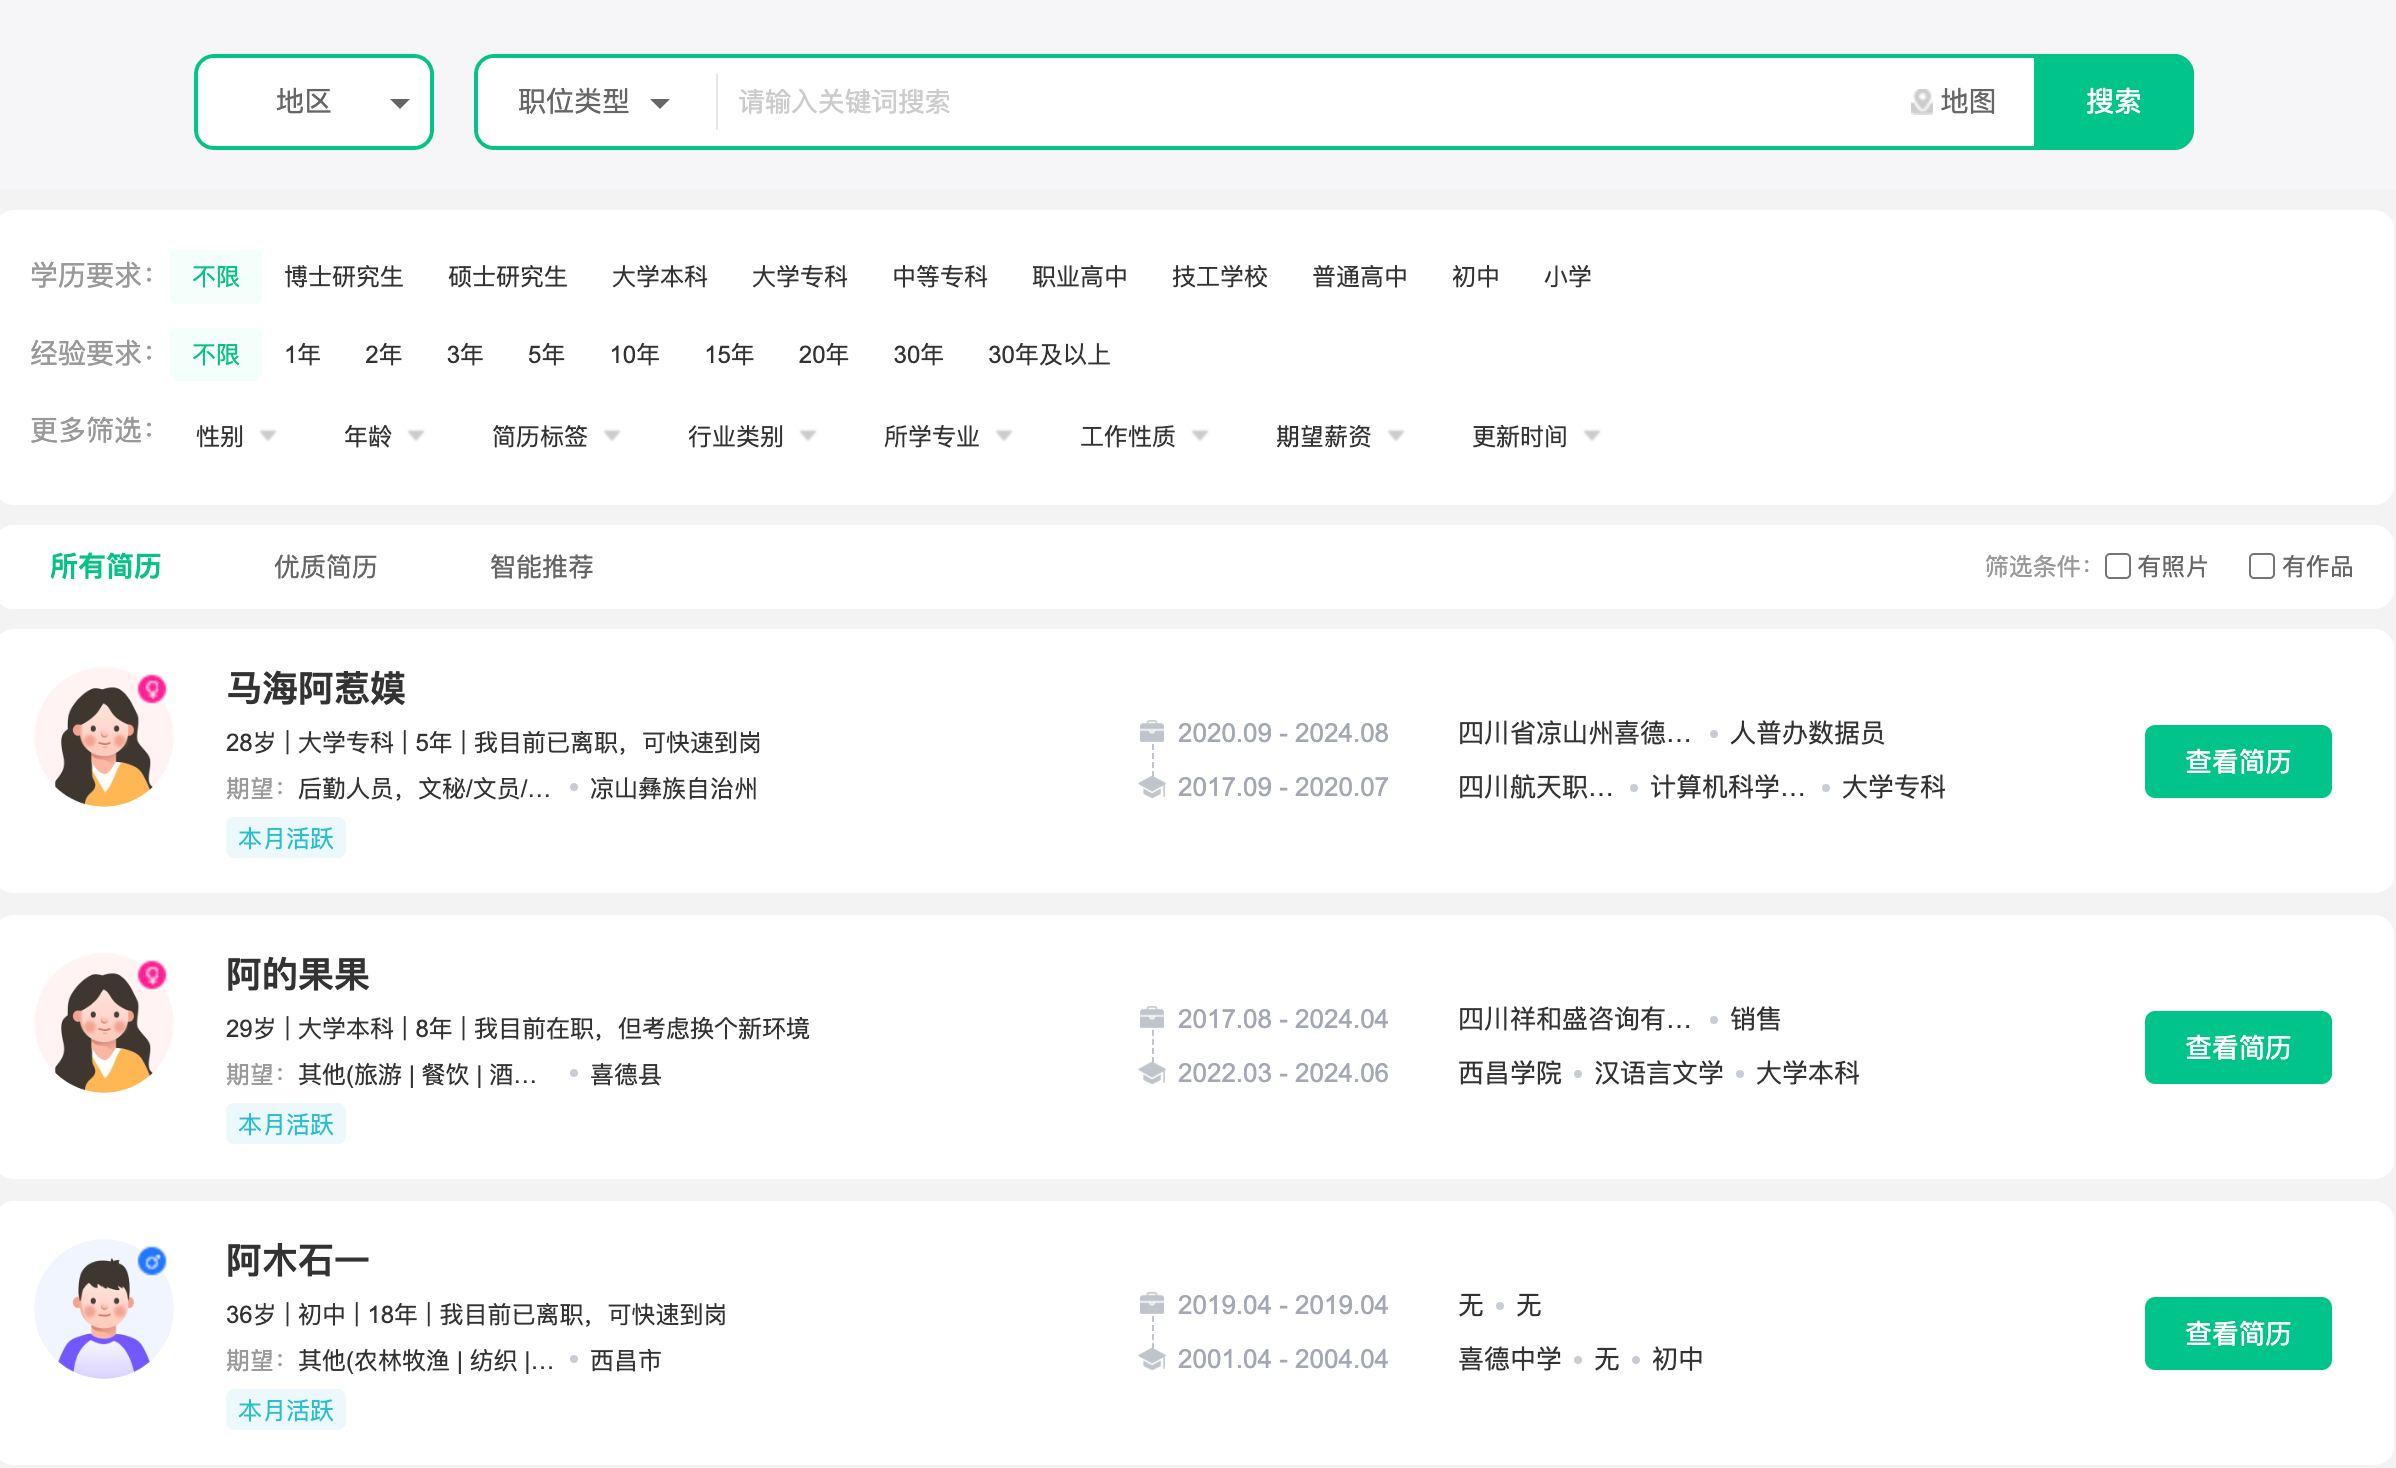 地区 职位类型 请输入关键词搜索 地图 搜索
学历要求： 不限 博士研究生 硕士研究生 大学本科 大学专科 中等专科 职业高中 技工学校 普通高中 初中 小学
经验要求： 不限 1年 2年 3年 5年 10年 15年 20年 30年 30年及以上
更多筛选： 性别 年龄 简历标签 行业类别 所学专业 工作性质 期望薪资 更新时间
所有简历 优质简历 智能推荐 筛选条件： 有照片 有作品
马海阿惹嫫
28岁 | 大学专科 | 5年 | 我目前已离职，可快速到岗
期望： 后勤人员，文秘/文员/... • 凉山彝族自治州
本月活跃
2020.09 - 2024.08 四川省凉山州喜德... • 人普办数据员
2017.09 - 2020.07 四川航天职... • 计算机科学... • 大学专科
查看简历
阿的果果
29岁 | 大学本科 | 8年 | 我目前在职，但考虑换个新环境
期望： 其他(旅游 | 餐饮 | 酒... • 喜德县
本月活跃
2017.08 - 2024.04 四川祥和盛咨询有... • 销售
2022.03 - 2024.06 西昌学院 • 汉语言文学 • 大学本科
查看简历
阿木石一
36岁 | 初中 | 18年 | 我目前已离职，可快速到岗
期望： 其他(农林牧渔 | 纺织 |... • 西昌市
本月活跃
2019.04 - 2019.04 无 • 无
2001.04 - 2004.04 喜德中学 • 无 • 初中
查看简历